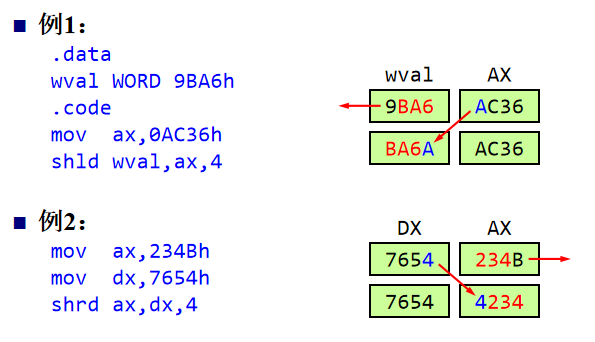 ■ 例1：
.data
wval WORD 9BA6h
.code
mov ax,0AC36h
shld wval,ax,4
wval AX
9BA6 AC36
BA6A AC36
■ 例2：
mov ax,234Bh
mov dx,7654h
shrd ax,dx,4
DX AX
7654 234B
7654 4234